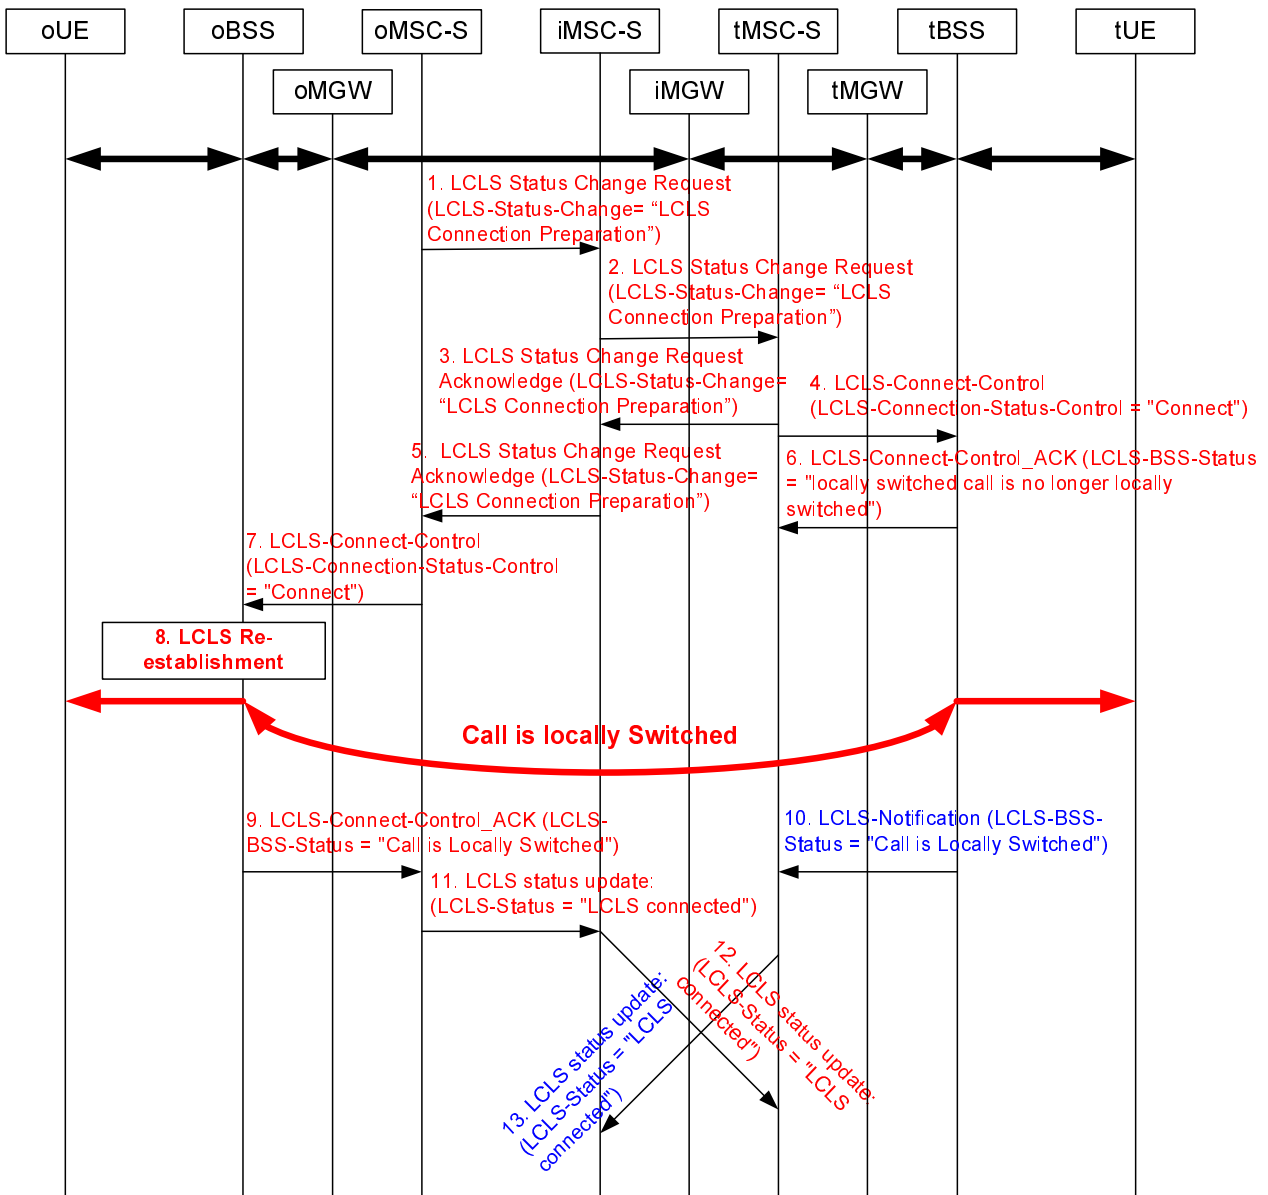 oUE
oBSS
oMSC-S
iMSC-S
tMSC-S
tBSS
tUE
oMGW
iMGW
tMGW
1. LCLS Status Change Request
(LCLS-Status-Change= “LCLS
Connection Preparation”)
2. LCLS Status Change Request
(LCLS-Status-Change= “LCLS
Connection Preparation”)
3. LCLS Status Change Request
Acknowledge (LCLS-Status-Change=
“LCLS Connection Preparation”)
4. LCLS-Connect-Control
(LCLS-Connection-Status-Control = "Connect")
5.  LCLS Status Change Request
Acknowledge (LCLS-Status-Change=
“LCLS Connection Preparation”)
6. LCLS-Connect-Control_ACK (LCLS-BSS-Status
= "locally switched call is no longer locally
switched")
7. LCLS-Connect-Control
(LCLS-Connection-Status-Control
= "Connect")
8. LCLS Re-
establishment
Call is locally Switched
9. LCLS-Connect-Control_ACK (LCLS-
BSS-Status = "Call is Locally Switched")
10. LCLS-Notification (LCLS-BSS-
Status = "Call is Locally Switched")
11. LCLS status update:
(LCLS-Status = "LCLS connected")
12. LCLS status update:
(LCLS-Status = "LCLS
connected")
13. LCLS status update:
(LCLS-Status = "LCLS
connected")